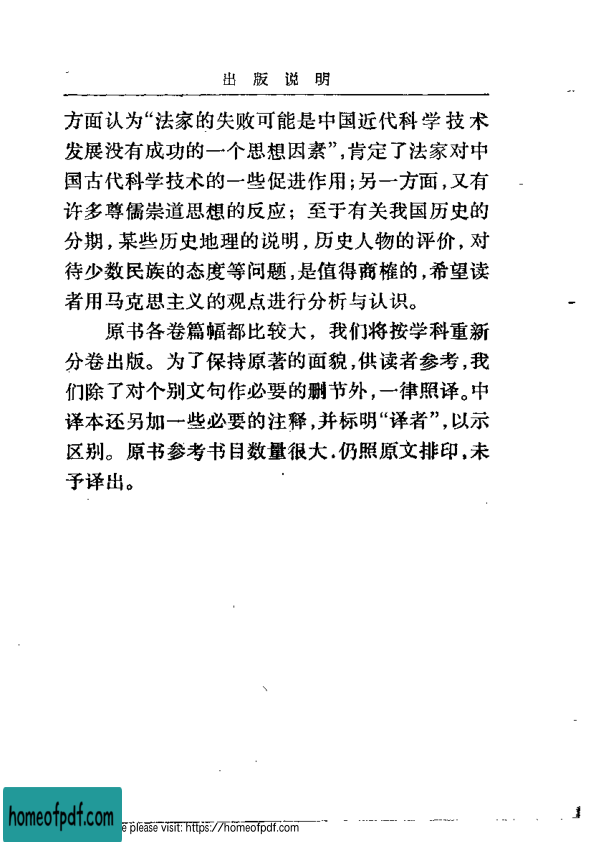 出版说明
方面认为“法家的失败可能是中国近代科学技术
发展没有成功的一个思想因素”，肯定了法家对中
国古代科学技术的一些促进作用；另一方面，又有
许多尊儒崇道思想的反应；至于有关我国历史的
分期，某些历史地理的说明，历史人物的评价，对
待少数民族的态度等问题，是值得商榷的，希望读
者用马克思主义的观点进行分析与认识。
原书各卷篇幅都比较大，我们将按学科重新
分卷出版。为了保持原著的面貌，供读者参考，我
们除了对个别文句作必要的删节外，一律照译。中
译本还另加一些必要的注释，并标明“译者”，以示
区别。原书参考书目数量很大．仍照原文排印，未
予译出。
homeofpdf.com
please visit: https://homeofpdf.com